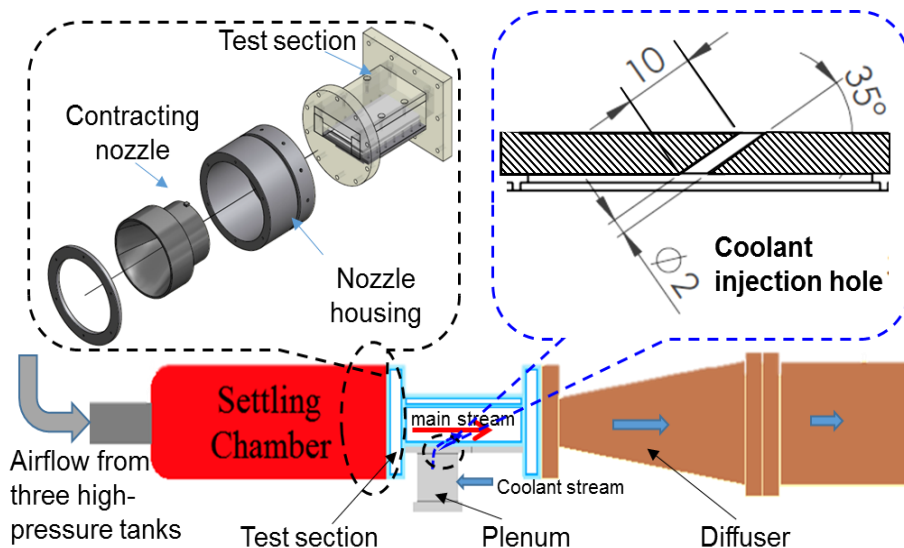 Test section
Contracting
nozzle
Nozzle
housing
10
35°
Φ2
Coolant
injection hole
Settling
Chamber
main stream
Airflow from
three high-
pressure tanks
Test section
Coolant stream
Plenum
Diffuser